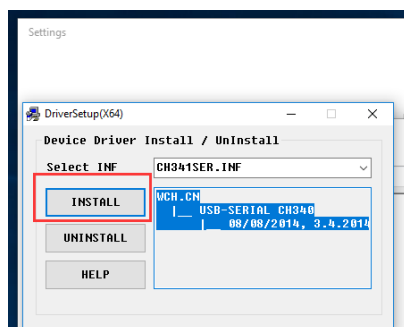 Settings
DriverSetup(X64)
Device Driver Install / UnInstall
Select INF
CH341SER.INF
INSTALL
WCH.CN
|__ USB-SERIAL CH340
|__ 08/08/2014, 3.4.2014
UNINSTALL
HELP